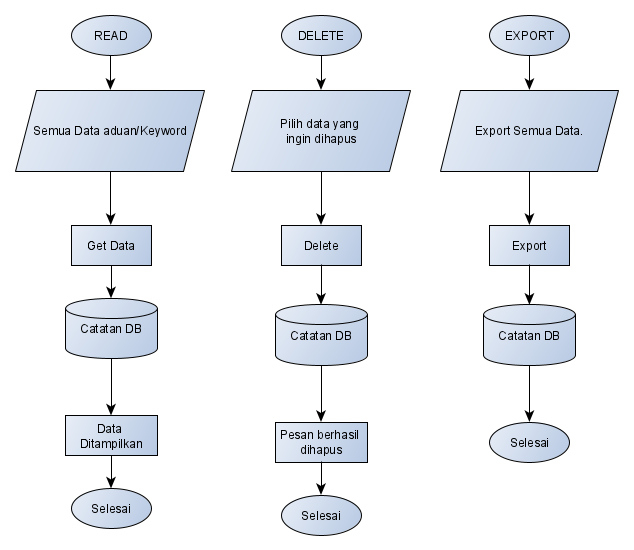 READ
Semua Data aduan/Keyword
Get Data
Catatan DB
Data
Ditampilkan
Selesai
DELETE
Pilih data yang
ingin dihapus
Delete
Catatan DB
Pesan berhasil
dihapus
Selesai
EXPORT
Export Semua Data.
Export
Catatan DB
Selesai